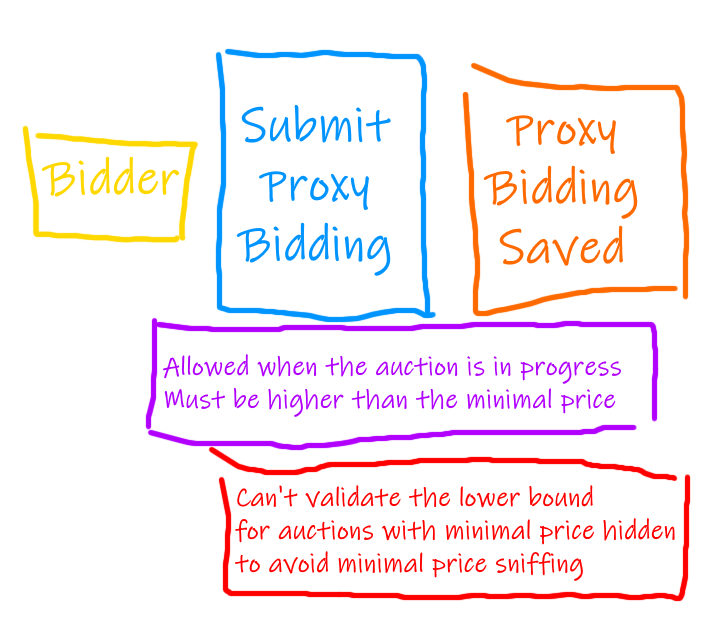 Bidder
Submit
Proxy
Bidding
Proxy
Bidding
Saved
Allowed when the auction is in progress
Must be higher than the minimal price
Can't validate the lower bound
for auctions with minimal price hidden
to avoid minimal price sniffing